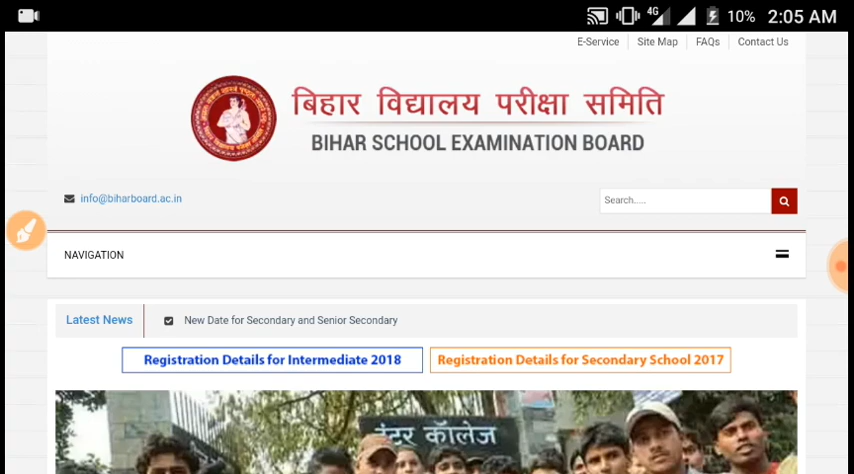 4G 10% 2:05 AM
E-Service Site Map FAQs Contact Us
बिहार विद्यालय परीक्षा समिति
BIHAR SCHOOL EXAMINATION BOARD
info@biharboard.ac.in Search.....
NAVIGATION
Latest News New Date for Secondary and Senior Secondary
Registration Details for Intermediate 2018 Registration Details for Secondary School 2017
इंटर कॉलेज